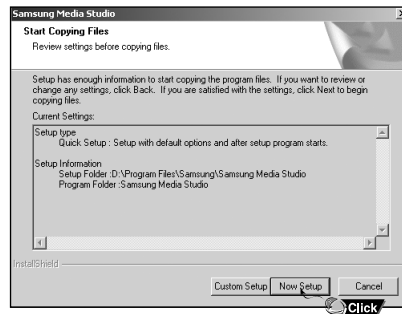 Samsung Media Studio
Start Copying Files
Review settings before copying files.
Setup has enough information to start copying the program files. If you want to review or
change any settings, click Back. If you are satisfied with the settings, click Next to begin
copying files.
Current Settings:
Setup type
Quick Setup : Setup with default options and after setup program starts.
Setup Information
Setup Folder :D:\Program Files\Samsung\Samsung Media Studio
Program Folder :Samsung Media Studio
InstallShield
Custom Setup Now Setup Cancel
Click